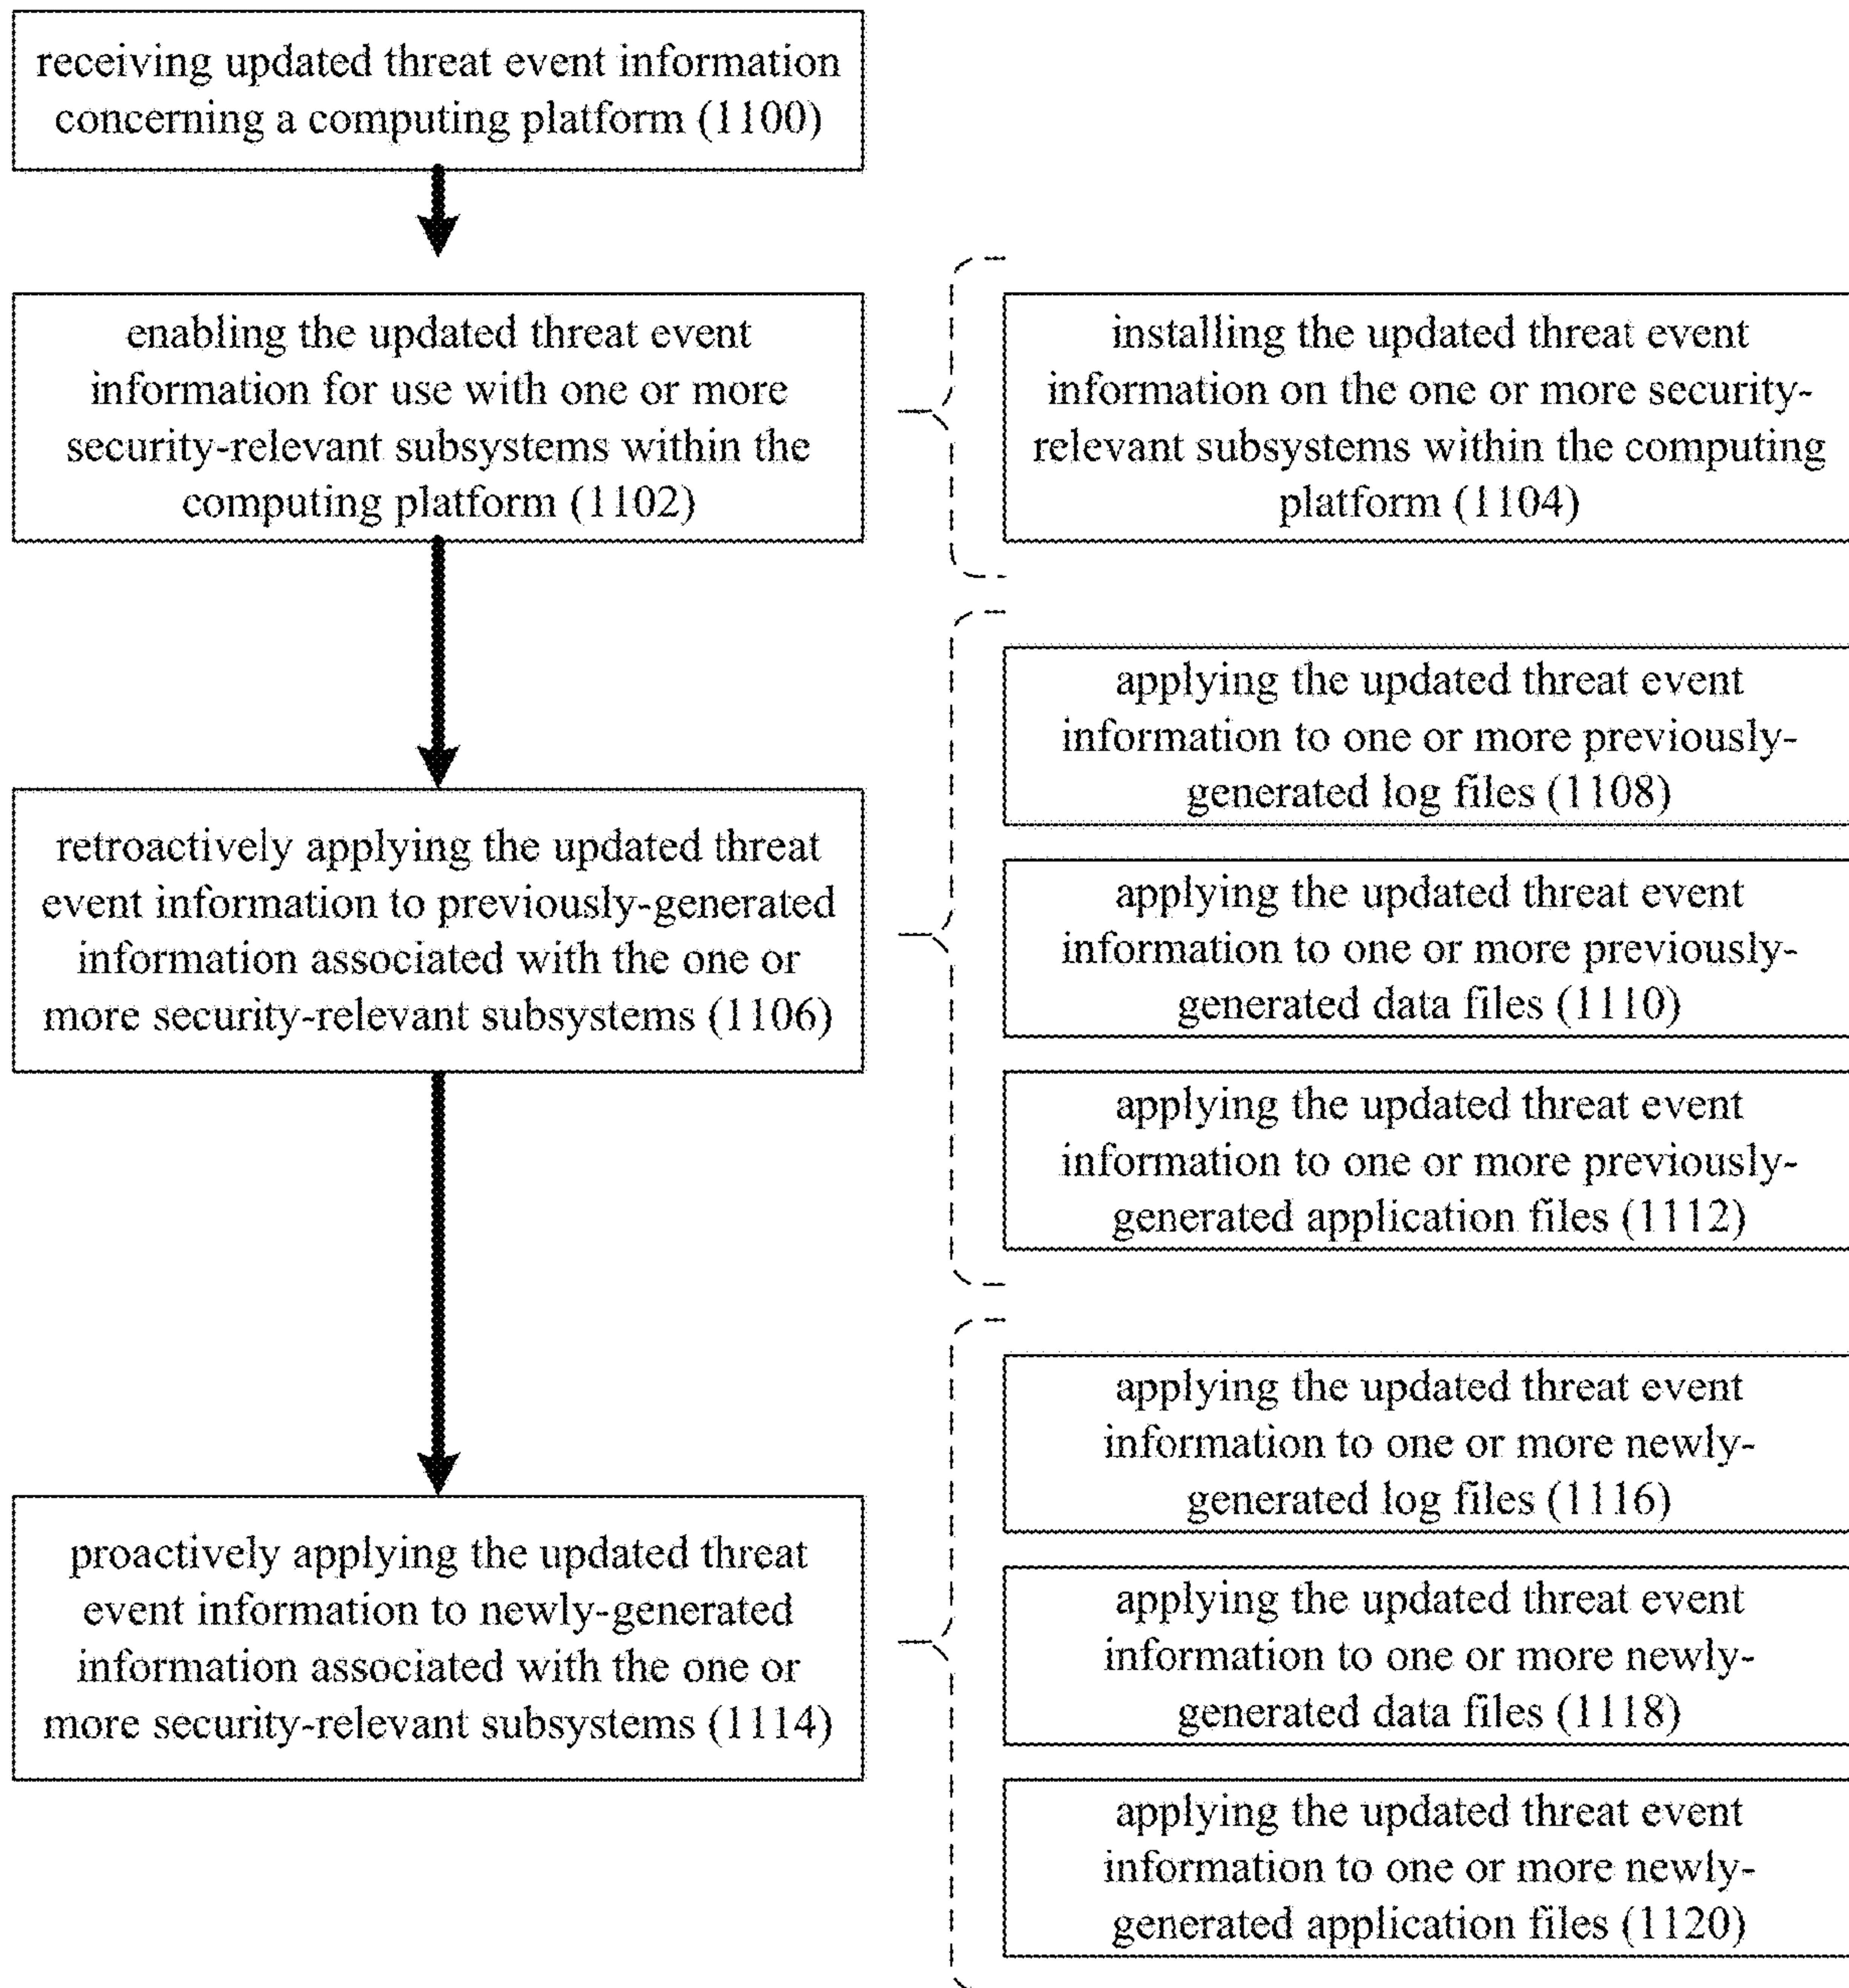 receiving updated threat event information
concerning a computing platform (1100)
enabling the updated threat event
information for use with one or more
security-relevant subsystems within the
computing platform (1102)
installing the updated threat event
information on the one or more security-
relevant subsystems within the computing
platform (1104)
retroactively applying the updated threat
event information to previously-generated
information associated with the one or
more security-relevant subsystems (1106)
applying the updated threat event
information to one or more previously-
generated log files (1108)
applying the updated threat event
information to one or more previously-
generated data files (1110)
applying the updated threat event
information to one or more previously-
generated application files (1112)
proactively applying the updated threat
event information to newly-generated
information associated with the one or
more security-relevant subsystems (1114)
applying the updated threat event
information to one or more newly-
generated log files (1116)
applying the updated threat event
information to one or more newly-
generated data files (1118)
applying the updated threat event
information to one or more newly-
generated application files (1120)